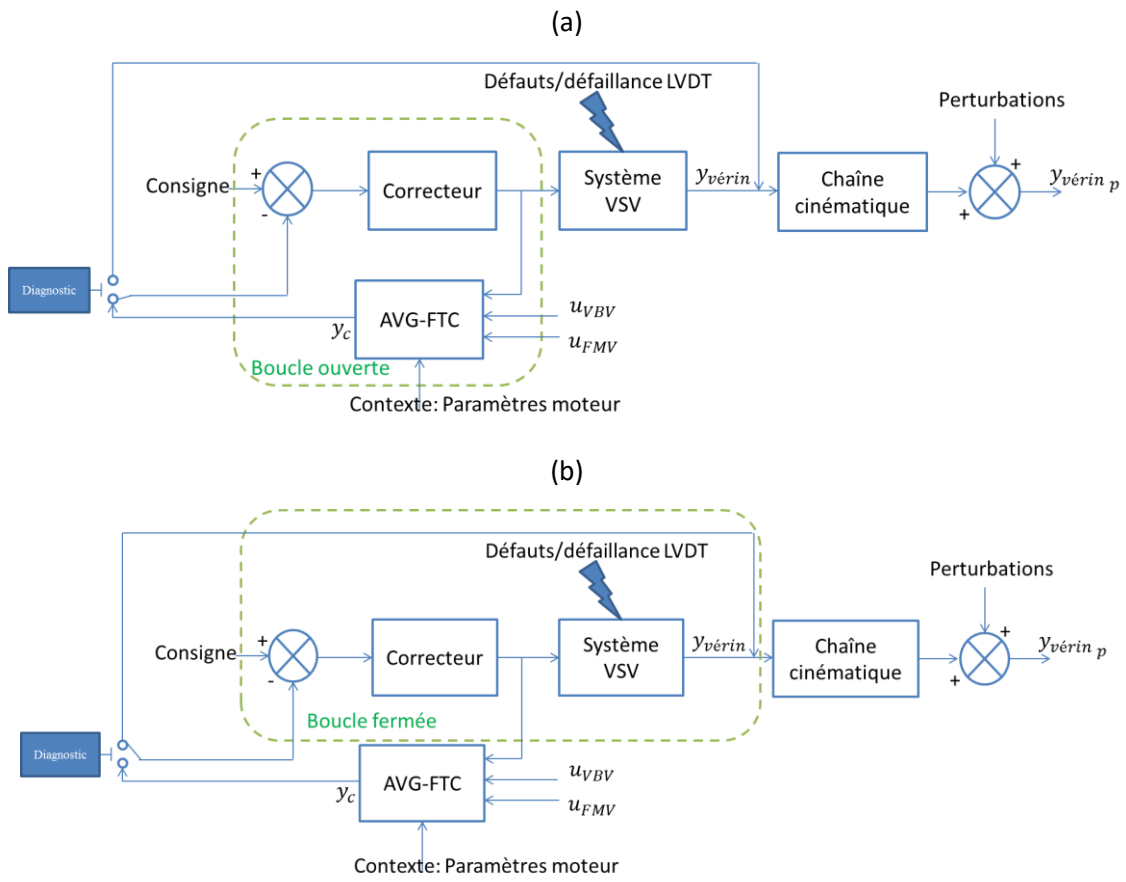 (a)
Défauts/défaillance LVDT
Perturbations
Consigne
+
-
Correcteur
Système
VSV
y_vérin
Chaîne
cinématique
+
+
y_vérin p
Diagnostic
y_c
AVG-FTC
u_VBV
u_FMV
Boucle ouverte
Contexte: Paramètres moteur
(b)
Défauts/défaillance LVDT
Perturbations
Consigne
+
-
Correcteur
Système
VSV
y_vérin
Chaîne
cinématique
+
+
y_vérin p
Boucle fermée
Diagnostic
y_c
AVG-FTC
u_VBV
u_FMV
Contexte: Paramètres moteur